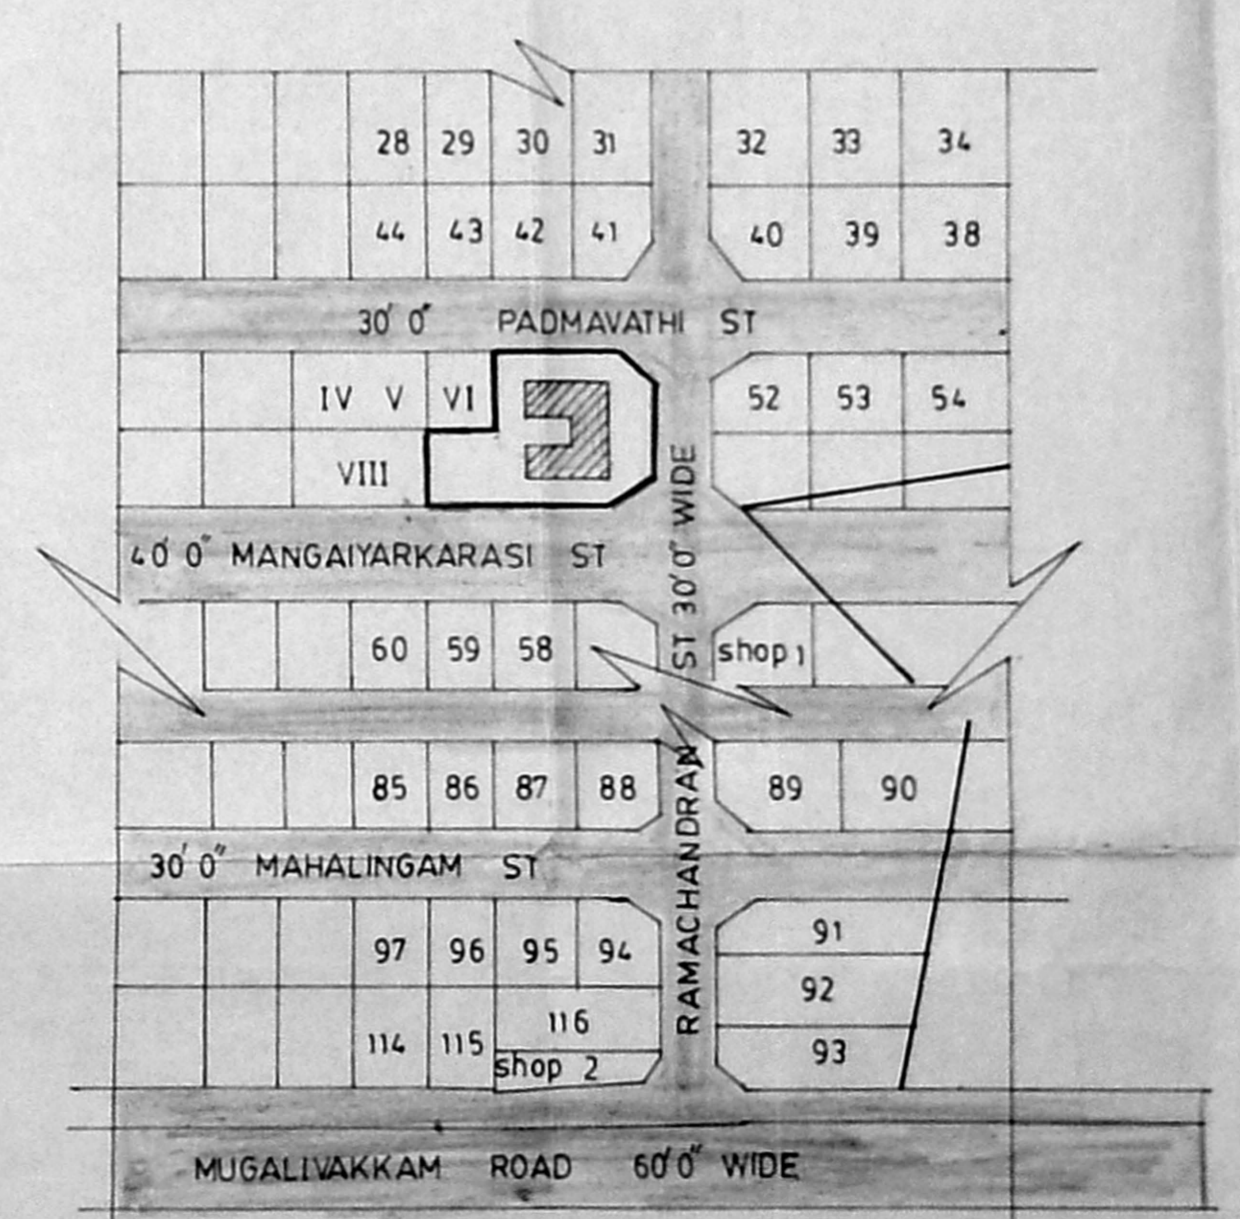 28 29 30 31 32 33 34
44 43 42 41 40 39 38
30' 0" PADMAVATHI ST
IV V VI 52 53 54
VIII
40' 0" MANGAIYARKARASI ST
60 59 58 shop 1
85 86 87 88 89 90
30' 0" MAHALINGAM ST
RAMACHANDRAN ST 30'0" WIDE
97 96 95 94 91
92
114 115 116 93
shop 2
MUGALIVAKKAM ROAD 60'0" WIDE